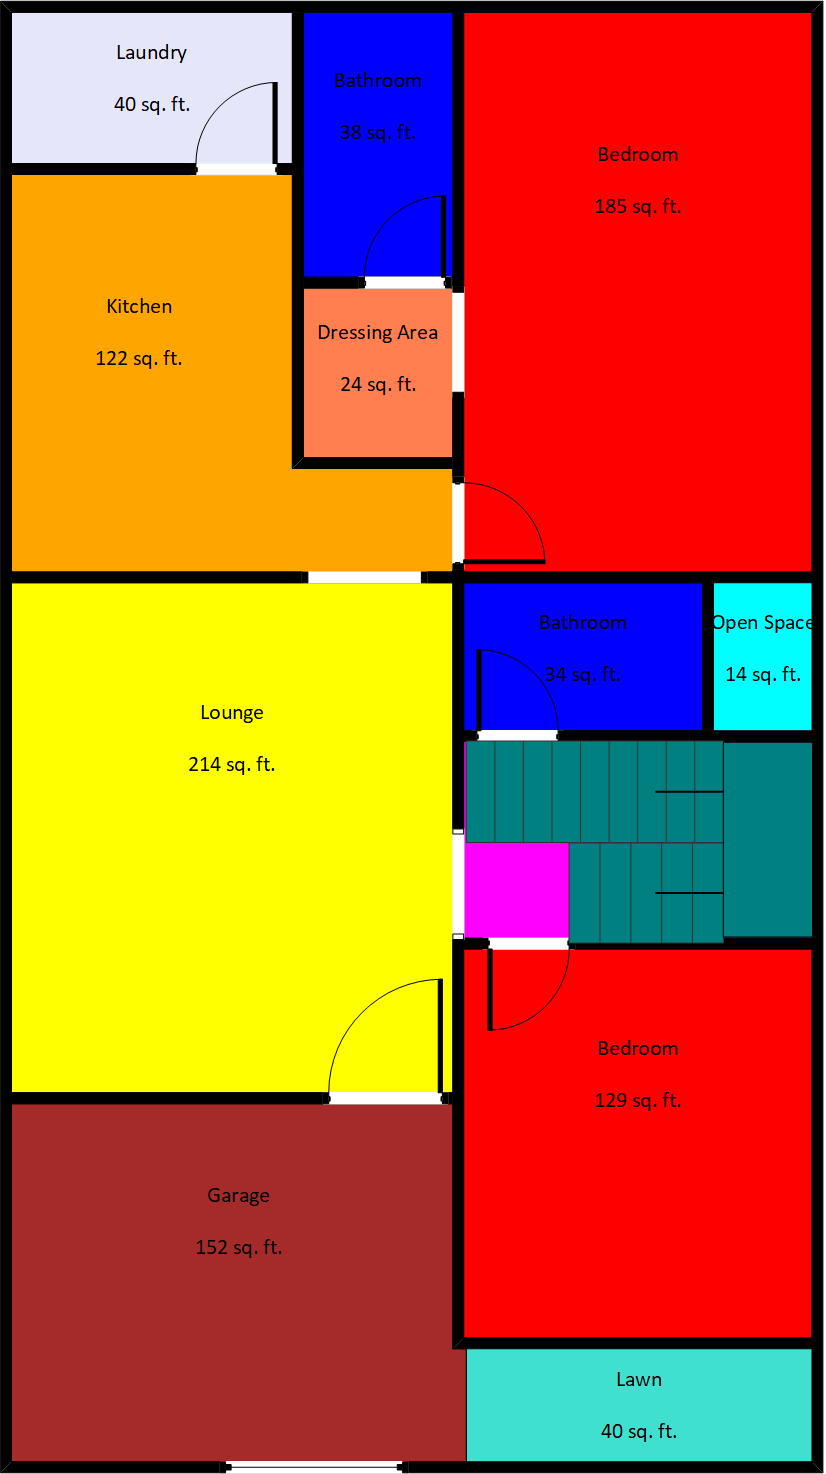 Laundry
40 sq. ft.
Bathroom
38 sq. ft.
Bedroom
185 sq. ft.
Kitchen
122 sq. ft.
Dressing Area
24 sq. ft.
Bathroom
34 sq. ft.
Open Space
14 sq. ft.
Lounge
214 sq. ft.
Bedroom
129 sq. ft.
Garage
152 sq. ft.
Lawn
40 sq. ft.